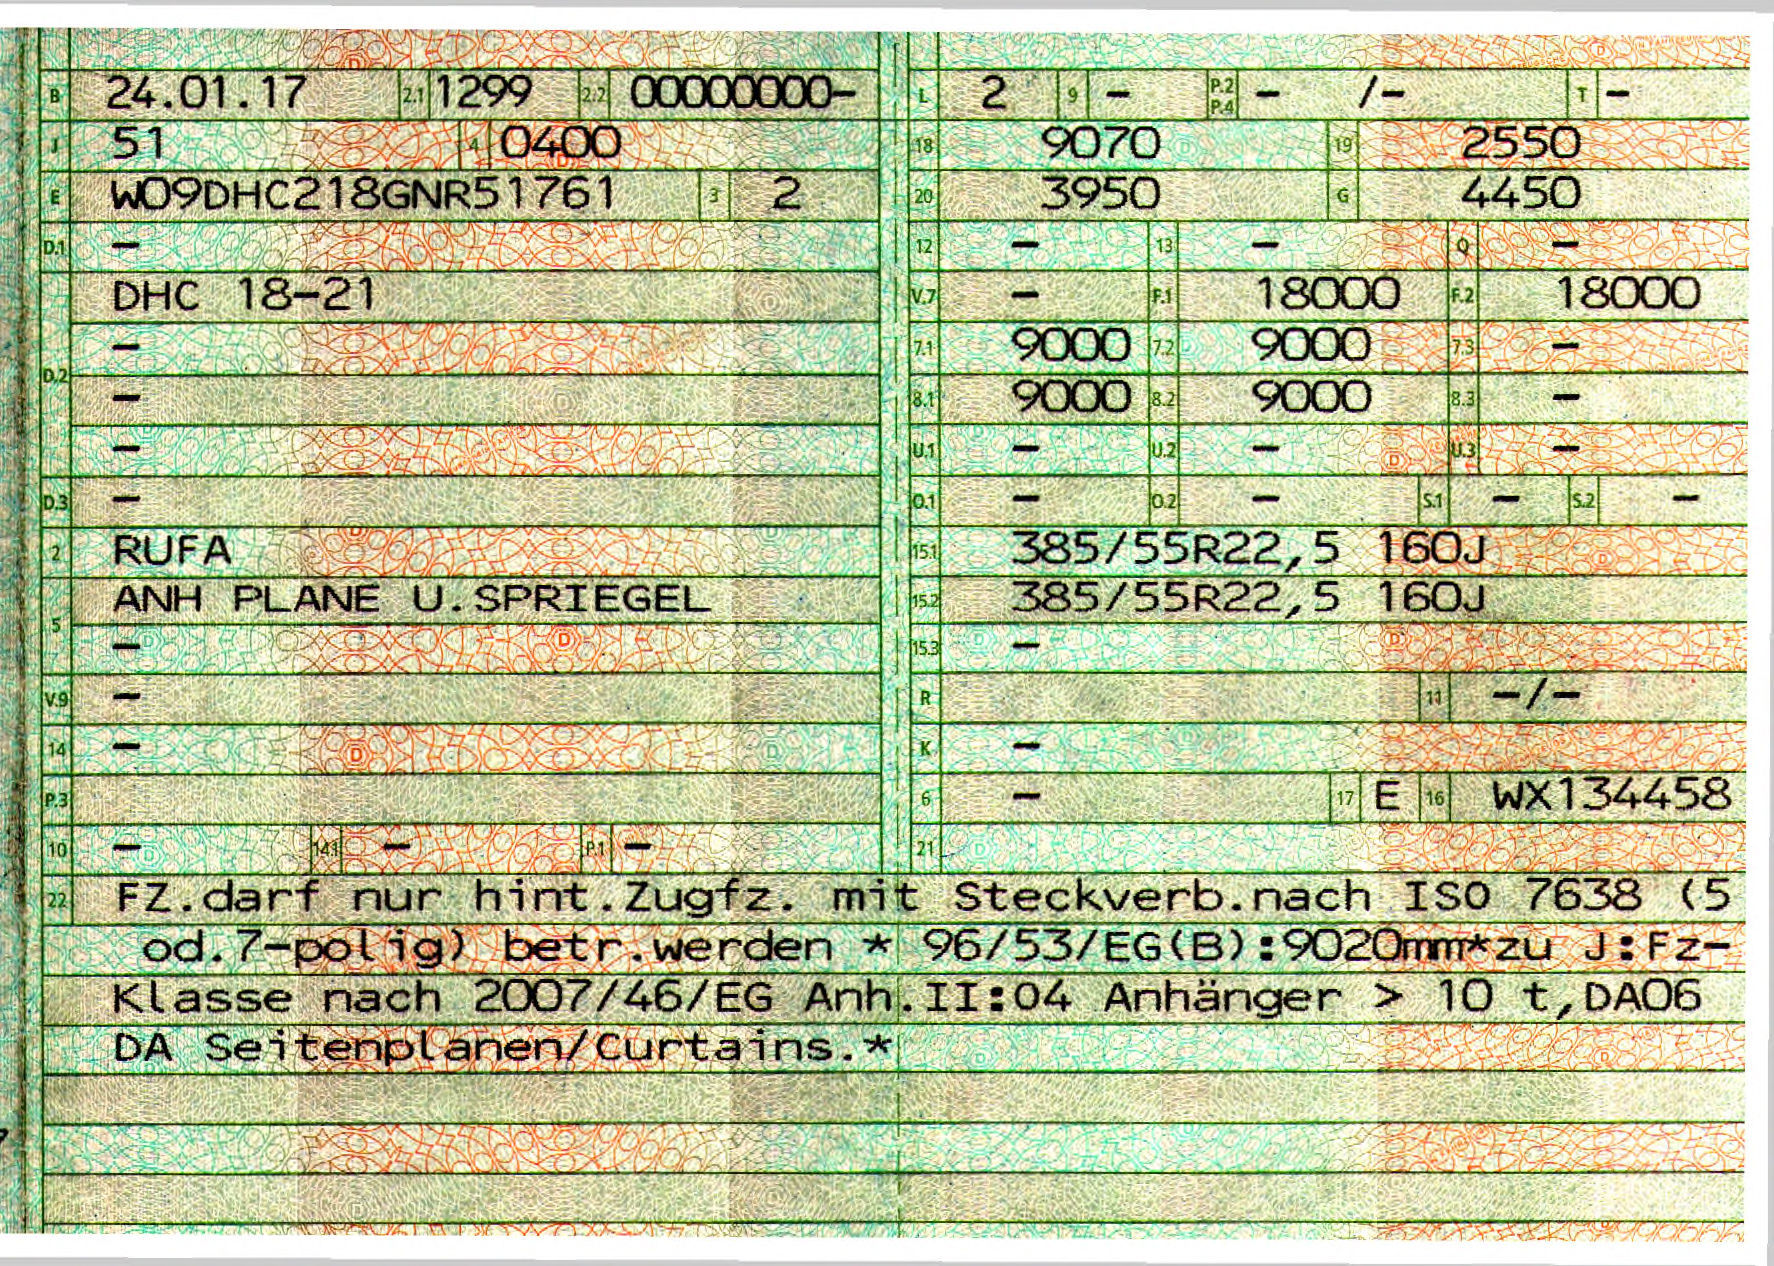 B 24.01.17 2.1 1299 2.2 00000000-
J 51 4 0400
E W09DHC218GNR51761 3 2
D.1 -
DHC 18-21
D.2 -
-
-
D.3 -
2 RUFA
5 ANH PLANE U.SPRIEGEL
-
V.9 -
14 -
P.3
10 - 14.1 - P.1 -
L 2 9 - P.2 P.4 - /- T -
18 9070 19 2550
20 3950 G 4450
12 - 13 - Q -
V.7 - F.1 18000 F.2 18000
7.1 9000 7.2 9000 7.3 -
8.1 9000 8.2 9000 8.3 -
U.1 - U.2 - U.3 -
O.1 - O.2 - S.1 - S.2 -
15.1 385/55R22,5 160J
15.2 385/55R22,5 160J
15.3 -
R 11 -/-
K -
6 - 17 E 16 WX134458
21
22 FZ.darf nur hint.Zugfz. mit Steckverb.nach ISO 7638 (5
od.7-polig) betr.werden * 96/53/EG(B):9020mm*zu J:Fz-
Klasse nach 2007/46/EG Anh.II:04 Anhänger > 10 t,DA06
DA Seitenplanen/Curtains.*